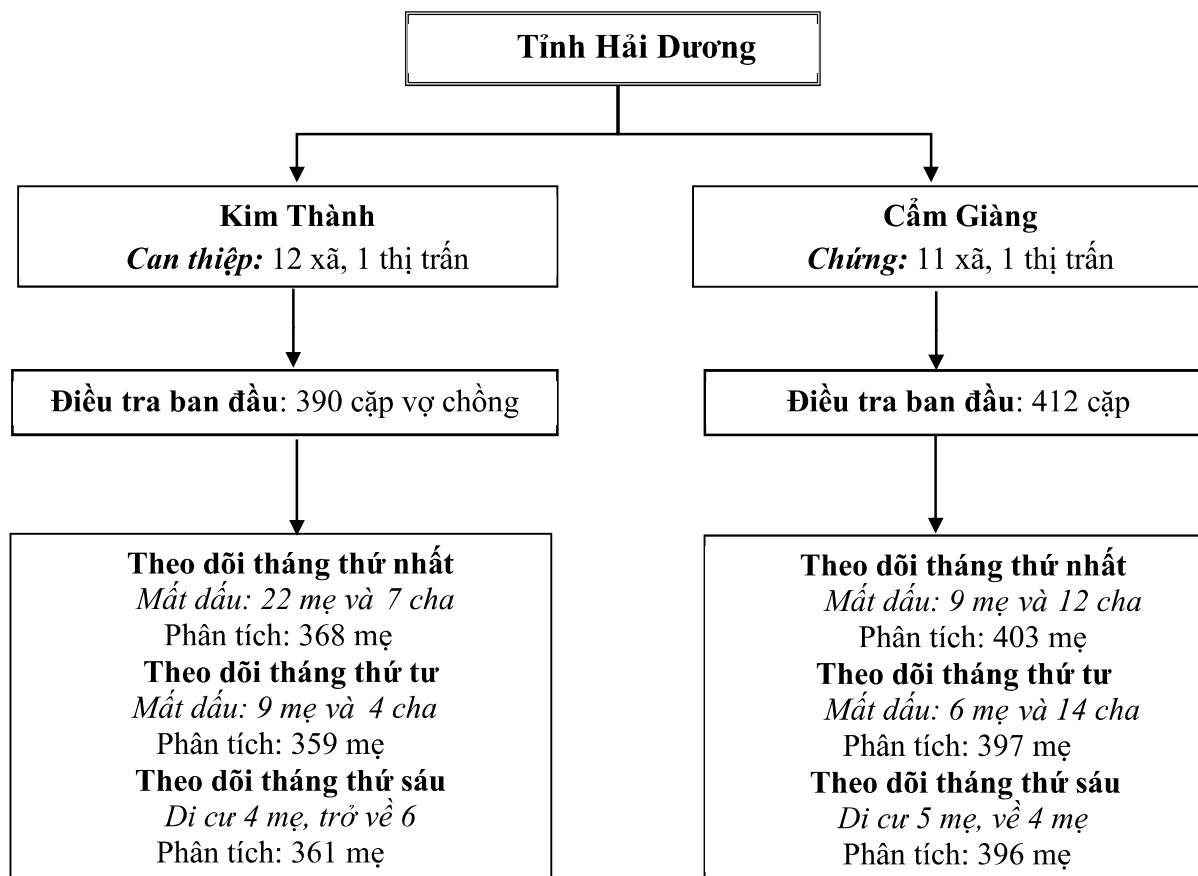 Tỉnh Hải Dương
Kim Thành
Can thiệp: 12 xã, 1 thị trấn
Cẩm Giàng
Chứng: 11 xã, 1 thị trấn
Điều tra ban đầu: 390 cặp vợ chồng
Điều tra ban đầu: 412 cặp
Theo dõi tháng thứ nhất
Mất dấu: 22 mẹ và 7 cha
Phân tích: 368 mẹ
Theo dõi tháng thứ tư
Mất dấu: 9 mẹ và 4 cha
Phân tích: 359 mẹ
Theo dõi tháng thứ sáu
Di cư 4 mẹ, trở về 6
Phân tích: 361 mẹ
Theo dõi tháng thứ nhất
Mất dấu: 9 mẹ và 12 cha
Phân tích: 403 mẹ
Theo dõi tháng thứ tư
Mất dấu: 6 mẹ và 14 cha
Phân tích: 397 mẹ
Theo dõi tháng thứ sáu
Di cư 5 mẹ, về 4 mẹ
Phân tích: 396 mẹ